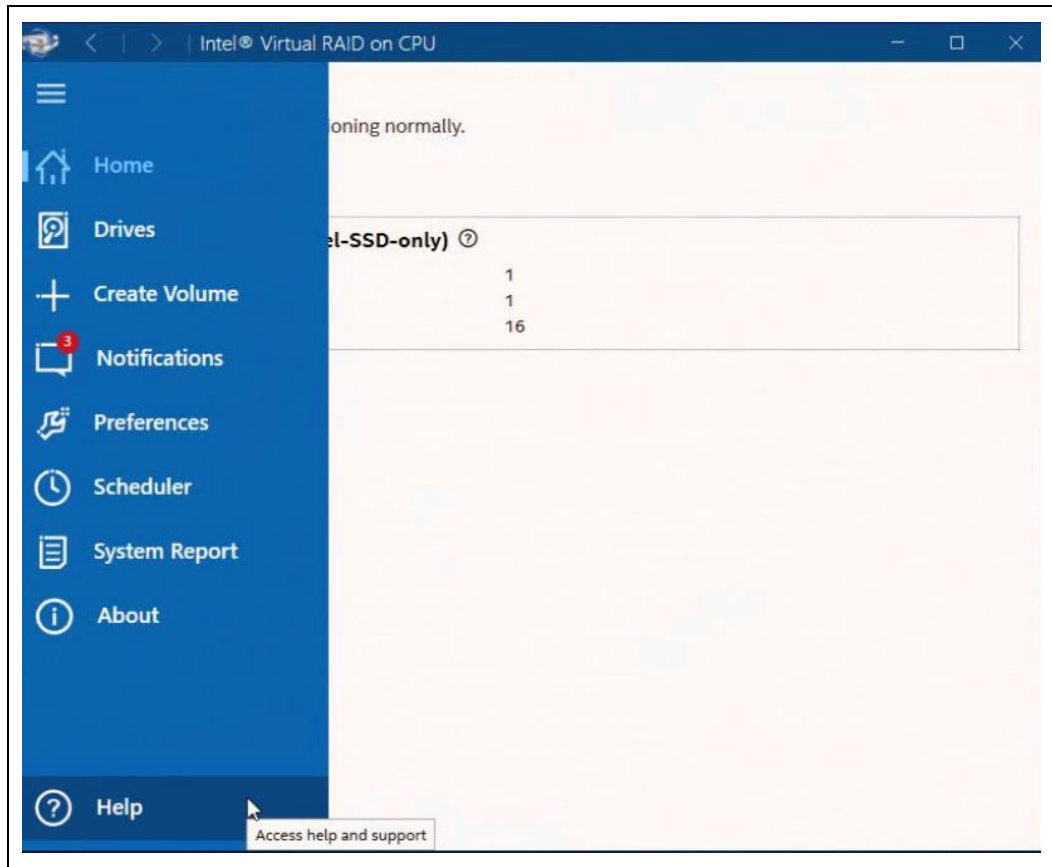 Intel® Virtual RAID on CPU
ioning normally.
Home
Drives
el-SSD-only)
Create Volume
1
1
16
3
Notifications
Preferences
Scheduler
System Report
About
Help
Access help and support